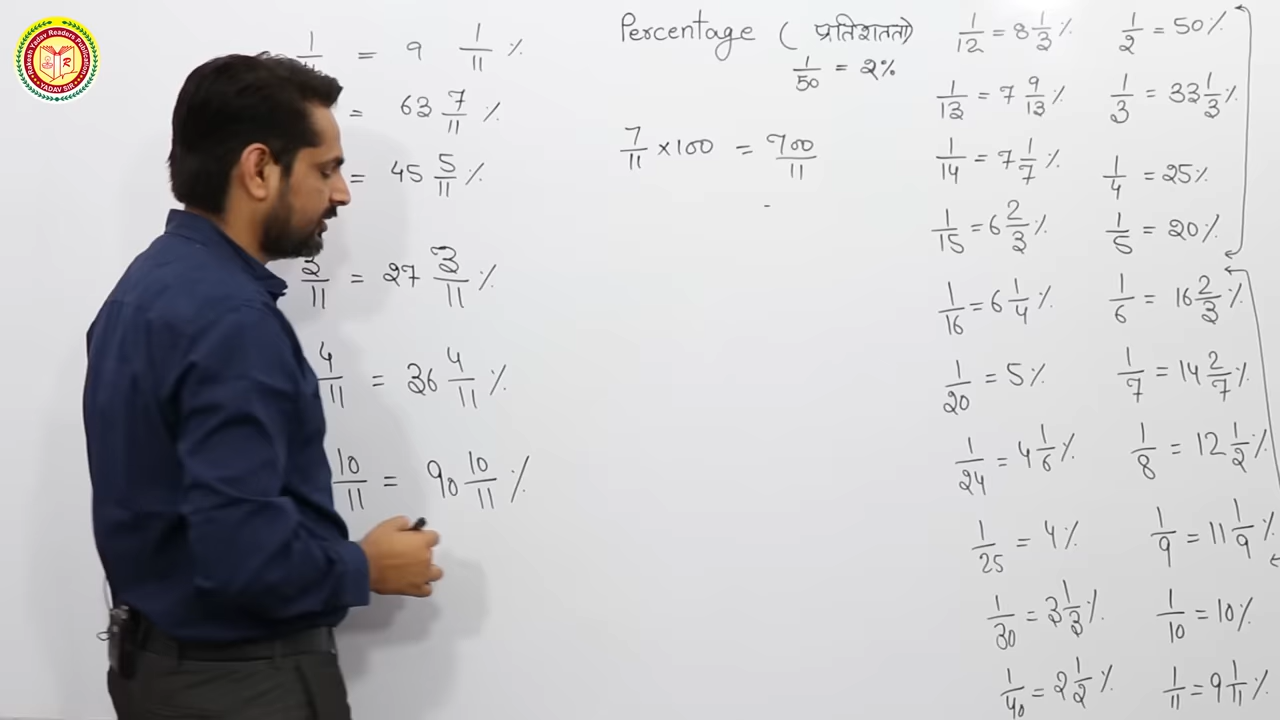 Rakesh Yadav Readers Publication
YADAV SIR
1/11 = 9 1/11 %
= 63 7/11 %
= 45 5/11 %
3/11 = 27 3/11 %
4/11 = 36 4/11 %
10/11 = 90 10/11 %
Percentage ( प्रतिशतता)
1/50 = 2%
7/11 ×100 = 700/11
1/12 = 8 1/3 %
1/13 = 7 9/13 %
1/14 = 7 1/7 %
1/15 = 6 2/3 %
1/16 = 6 1/4 %
1/20 = 5 %
1/24 = 4 1/6 %
1/25 = 4 %
1/30 = 3 1/3 %
1/40 = 2 1/2 %
1/2 = 50 %
1/3 = 33 1/3 %
1/4 = 25 %
1/5 = 20 %
1/6 = 16 2/3 %
1/7 = 14 2/7 %
1/8 = 12 1/2 %
1/9 = 11 1/9 %
1/10 = 10 %
1/11 = 9 1/11 %